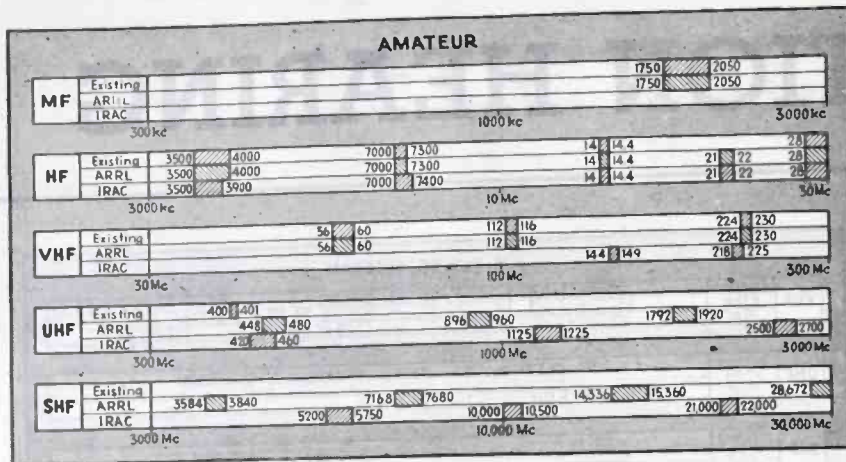 AMATEUR
MF Existing 1750 2050
ARRL 1750 2050
IRAC
300 kc 1000 kc 3000 kc
HF Existing 3500 4000 7000 7300 14 14.4 28
ARRL 3500 4000 7000 7300 14 14.4 21 22 28
IRAC 3500 3900 7000 7400 14 14.4 21 22 28
3000 kc 10 Mc 30 Mc
VHF Existing 56 60 112 116 224 230
ARRL 56 60 112 116 224 230
IRAC 144 149 218 225
30 Mc 100 Mc 300 Mc
UHF Existing 400 401
ARRL 448 480 896 960 1792 1920
IRAC 420 460 1125 1225 2500 2700
300 Mc 1000 Mc 3000 Mc
SHF Existing
ARRL 3584 3840 7168 7680 14,336 15,360 28,672
IRAC 5200 5750 10,000 10,500 21,000 22,000
3000 Mc 10,000 Mc 30,000 Mc